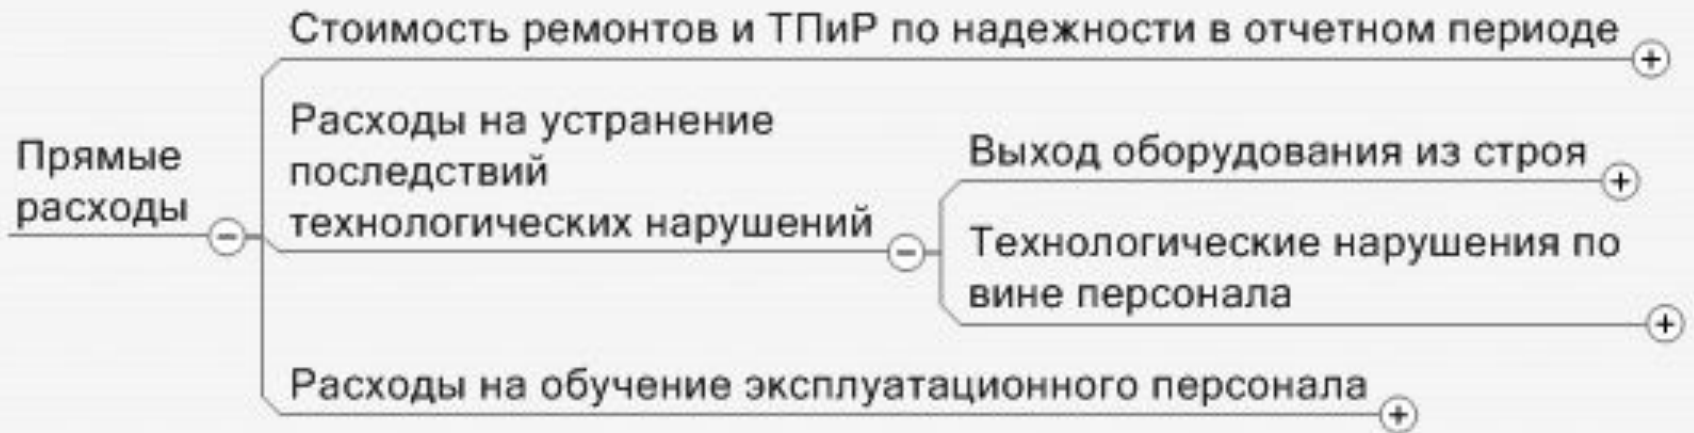 Стоимость ремонтов и ТПиР по надежности в отчетном периоде
Прямые
расходы
Расходы на устранение
последствий
технологических нарушений
Выход оборудования из строя
Технологические нарушения по
вине персонала
Расходы на обучение эксплуатационного персонала